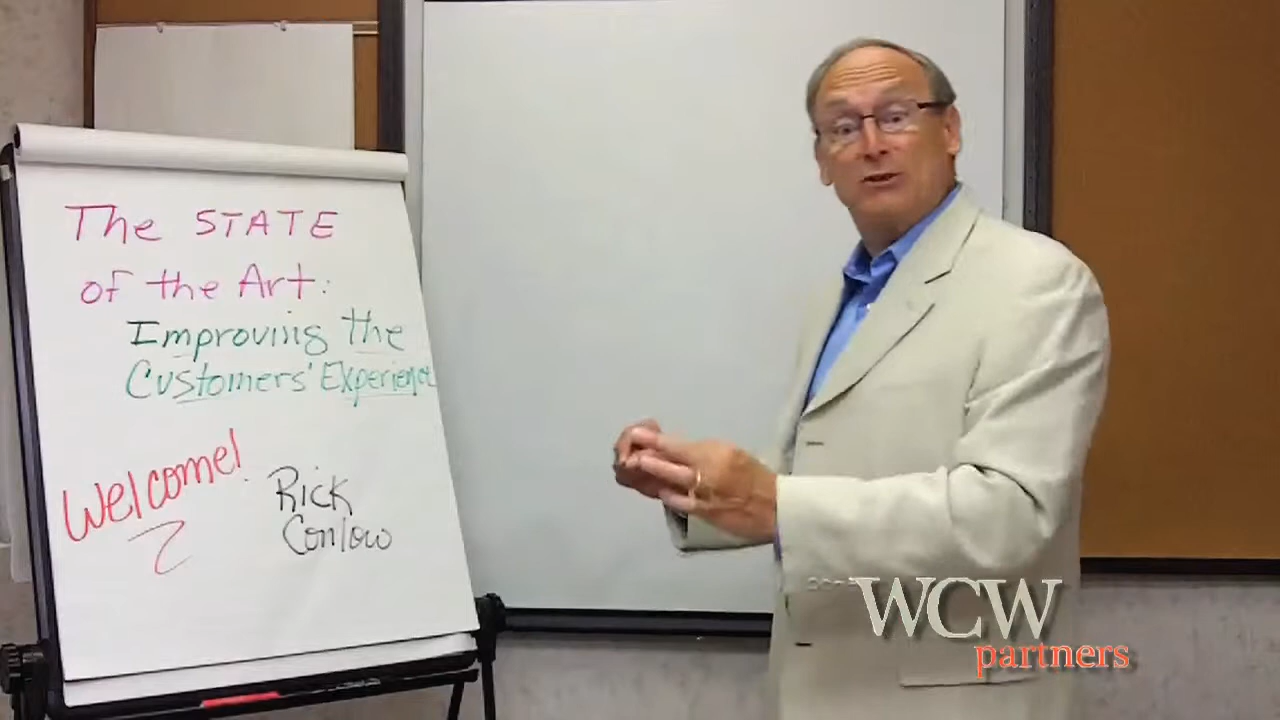 The STATE
of the Art:
Improving the
Customers' Experience
Welcome!
Rick
Conlow
WCW
partners